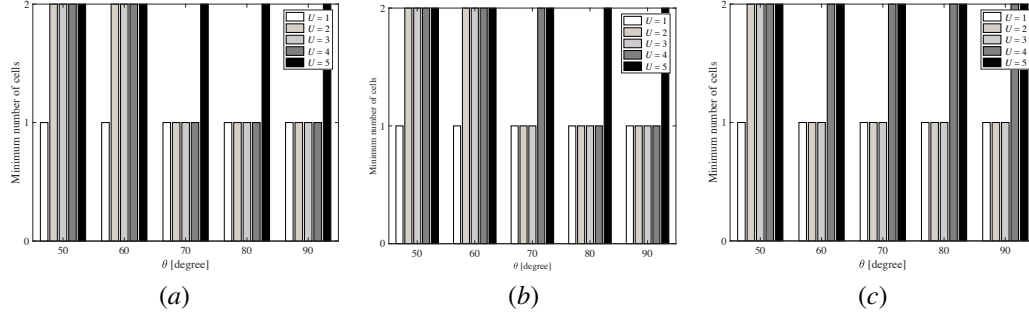 2
1
0
Minimum number of cells
50 60 70 80 90
θ [degree]
U = 1
U = 2
U = 3
U = 4
U = 5
(a)
2
1
0
Minimum number of cells
50 60 70 80 90
θ [degree]
U = 1
U = 2
U = 3
U = 4
U = 5
(b)
2
1
0
Minimum number of cells
50 60 70 80 90
θ [degree]
U = 1
U = 2
U = 3
U = 4
U = 5
(c)